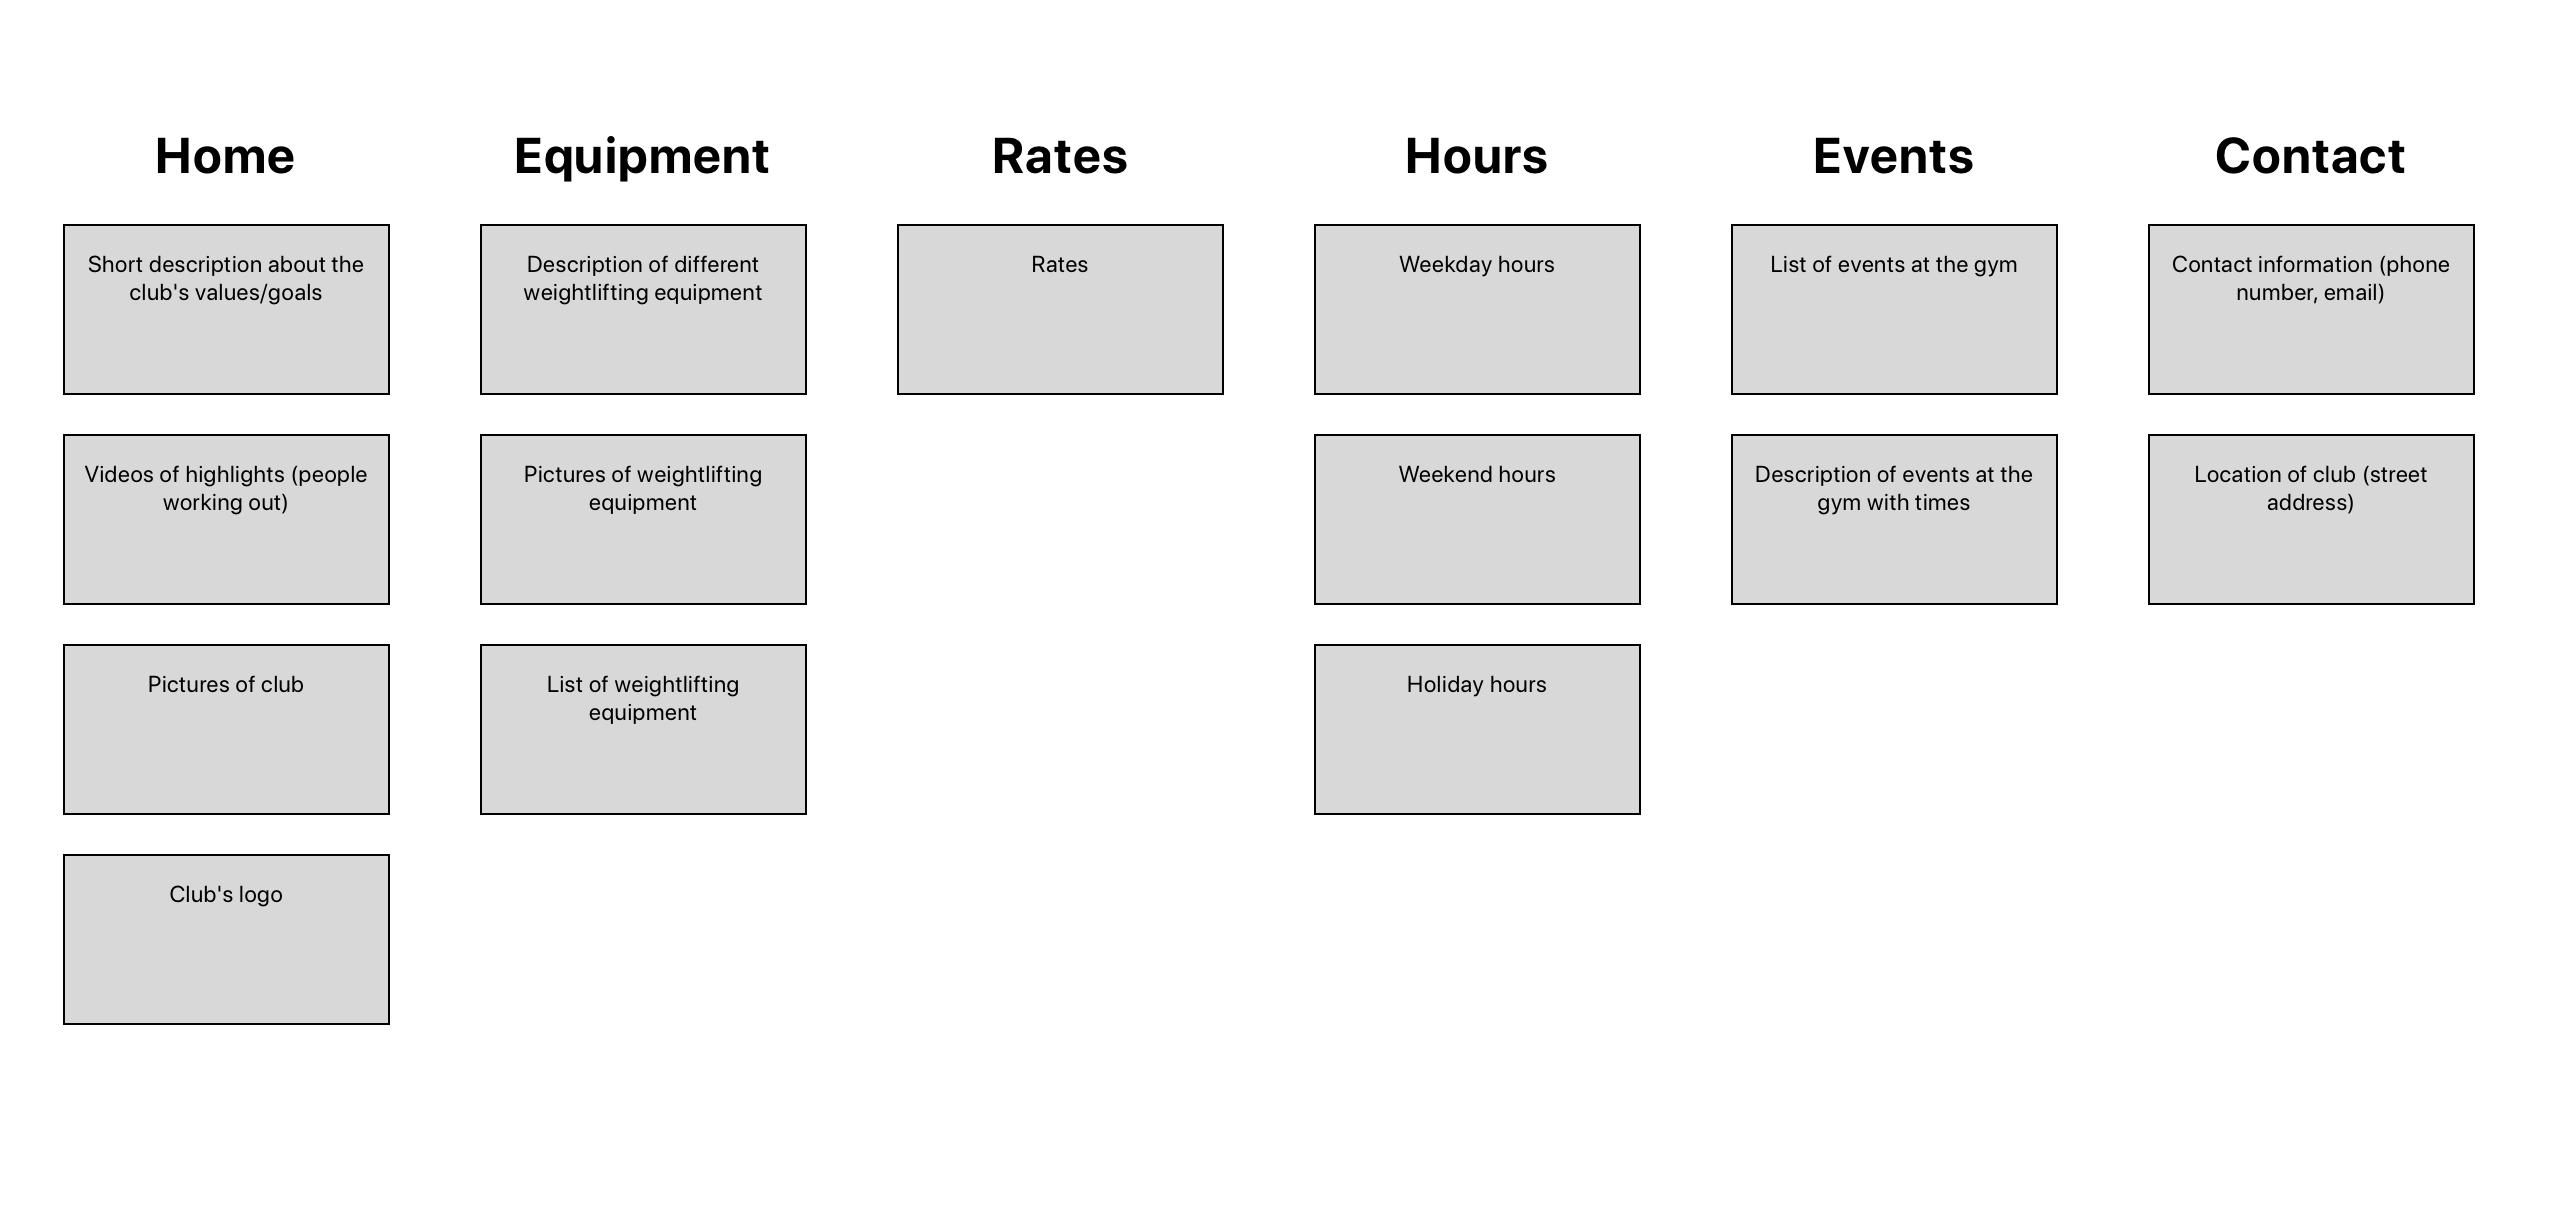 Home
Short description about the
club's values/goals
Videos of highlights (people
working out)
Pictures of club
Club's logo
Equipment
Description of different
weightlifting equipment
Pictures of weightlifting
equipment
List of weightlifting
equipment
Rates
Rates
Hours
Weekday hours
Weekend hours
Holiday hours
Events
List of events at the gym
Description of events at the
gym with times
Contact
Contact information (phone
number, email)
Location of club (street
address)